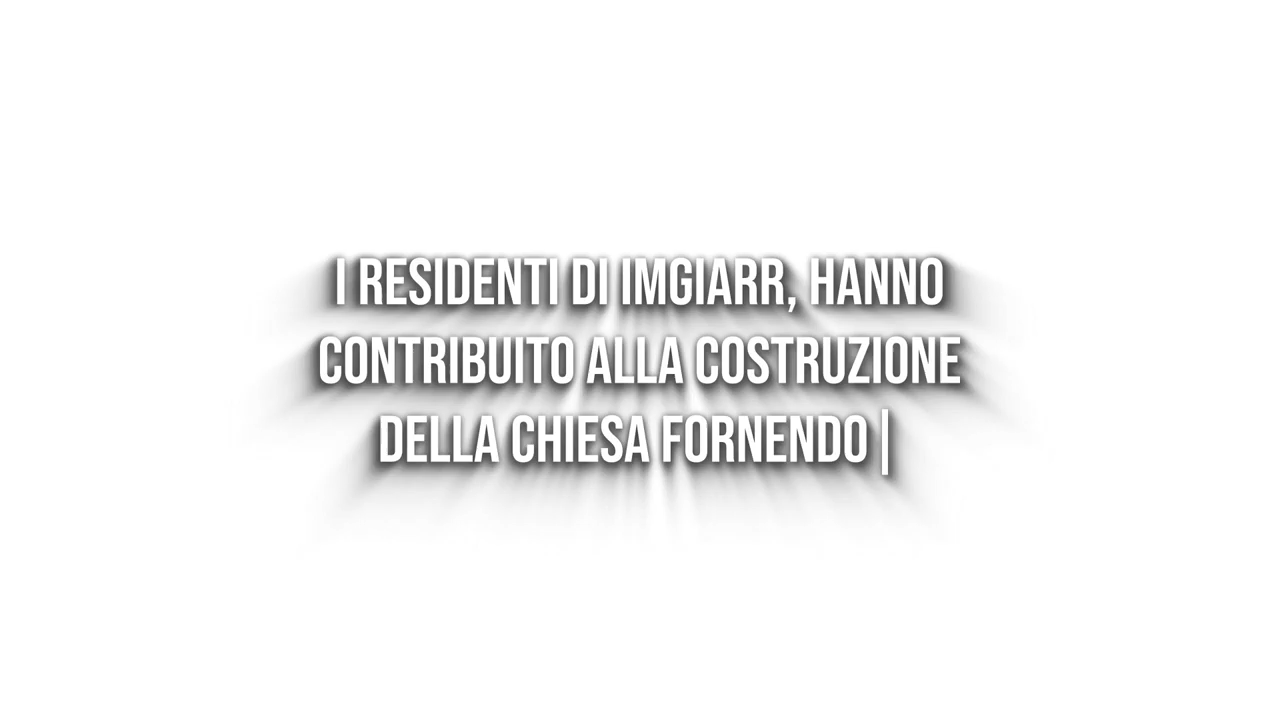 I RESIDENTI DI IMGIARR, HANNO
CONTRIBUITO ALLA COSTRUZIONE
DELLA CHIESA FORNENDO